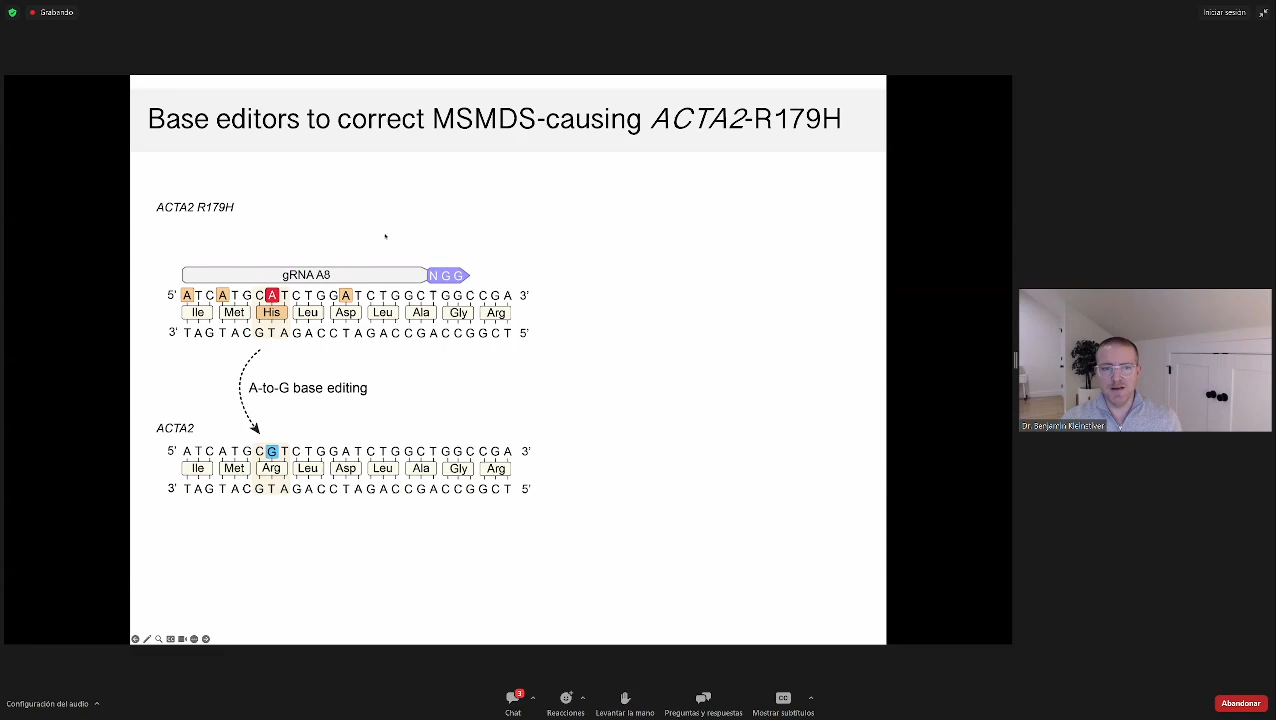 Grabando
Iniciar sesión
Base editors to correct MSMDS-causing ACTA2-R179H
ACTA2 R179H
gRNA A8 NGG
5' A T C A T G C A T C T G G A T C T G G C T G G C C G A 3'
Ile Met His Leu Asp Leu Ala Gly Arg
3' T A G T A C G T A G A C C T A G A C C G A C C G G C T 5'
A-to-G base editing
ACTA2
5' A T C A T G C G T C T G G A T C T G G C T G G C C G A 3'
Ile Met Arg Leu Asp Leu Ala Gly Arg
3' T A G T A C G T A G A C C T A G A C C G A C C G G C T 5'
Dr. Benjamin Kleinstiver
Configuración del audio
3
Chat
Reacciones
Levantar la mano
Preguntas y respuestas
CC
Mostrar subtítulos
Abandonar